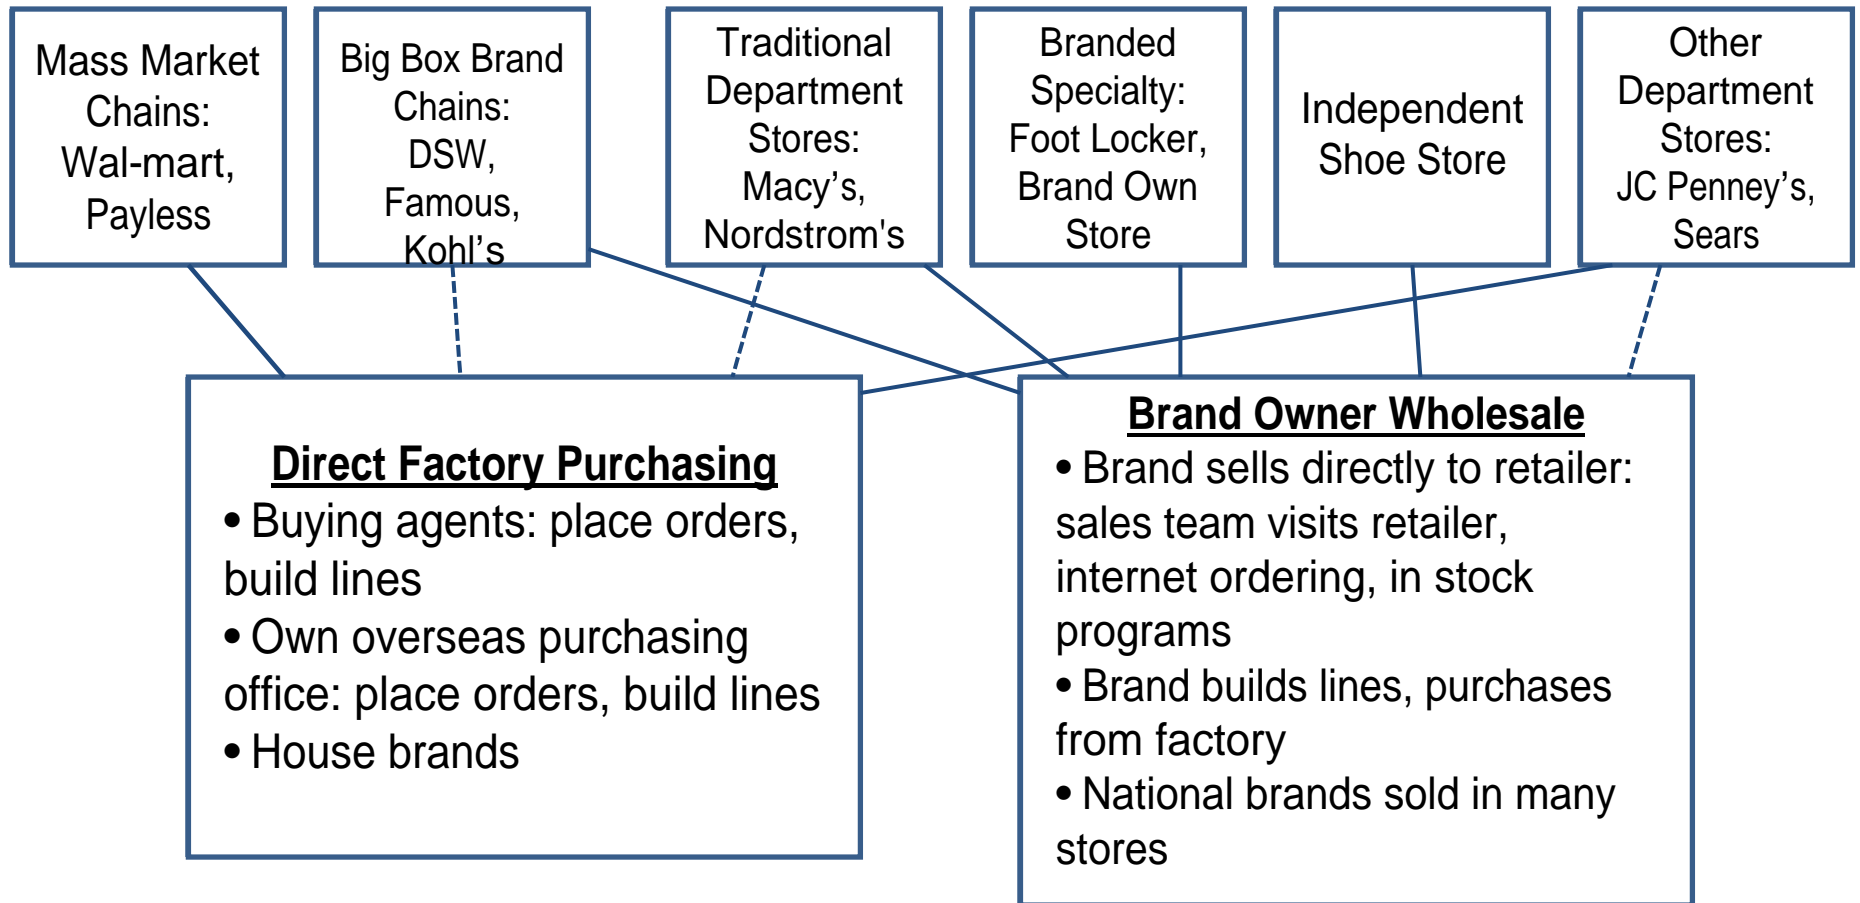 Mass Market
Chains:
Wal-mart,
Payless
Big Box Brand
Chains:
DSW,
Famous,
Kohl’s
Traditional
Department
Stores:
Macy’s,
Nordstrom's
Branded
Specialty:
Foot Locker,
Brand Own
Store
Independent
Shoe Store
Other
Department
Stores:
JC Penney’s,
Sears
Direct Factory Purchasing
• Buying agents: place orders,
build lines
• Own overseas purchasing
office: place orders, build lines
• House brands
Brand Owner Wholesale
• Brand sells directly to retailer:
sales team visits retailer,
internet ordering, in stock
programs
• Brand builds lines, purchases
from factory
• National brands sold in many
stores